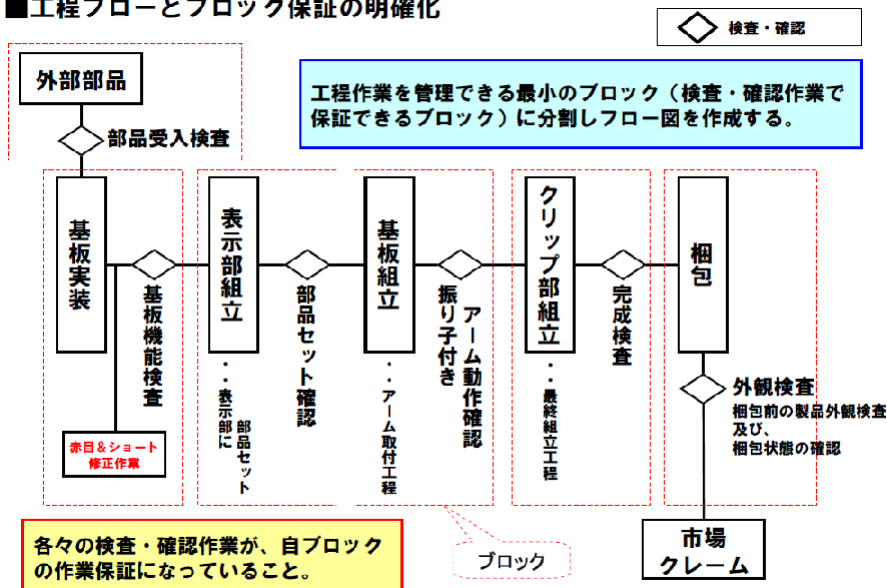 ■工程フローとブロック保証の明確化
検査・確認
外部部品
工程作業を管理できる最小のブロック（検査・確認作業で
保証できるブロック）に分割しフロー図を作成する。
部品受入検査
基板実装
基板機能検査
赤目&ショート
修正作業
表示部組立
・・表示部に
部品セット
部品セット確認
基板組立
・・アーム取付工程
振り子付き
アーム動作確認
クリップ部組立
・・最終組立工程
完成検査
梱包
外観検査
梱包前の製品外観検査
及び、
梱包状態の確認
各々の検査・確認作業が、自ブロック
の作業保証になっていること。
ブロック
市場
クレーム